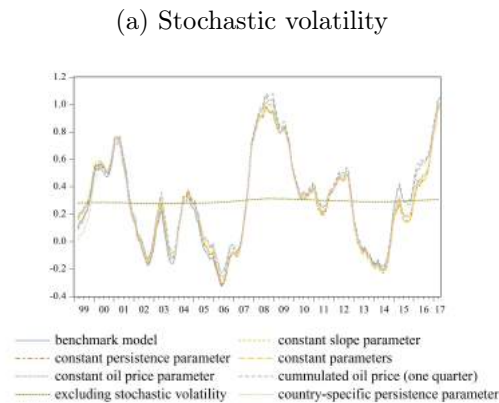 (a) Stochastic volatility
1.2
1.0
0.8
0.6
0.4
0.2
0.0
-0.2
-0.4
99 00 01 02 03 04 05 06 07 08 09 10 11 12 13 14 15 16 17
benchmark model
constant persistence parameter
constant oil price parameter
excluding stochastic volatility
constant slope parameter
constant parameters
cummulated oil price (one quarter)
country-specific persistence parameter